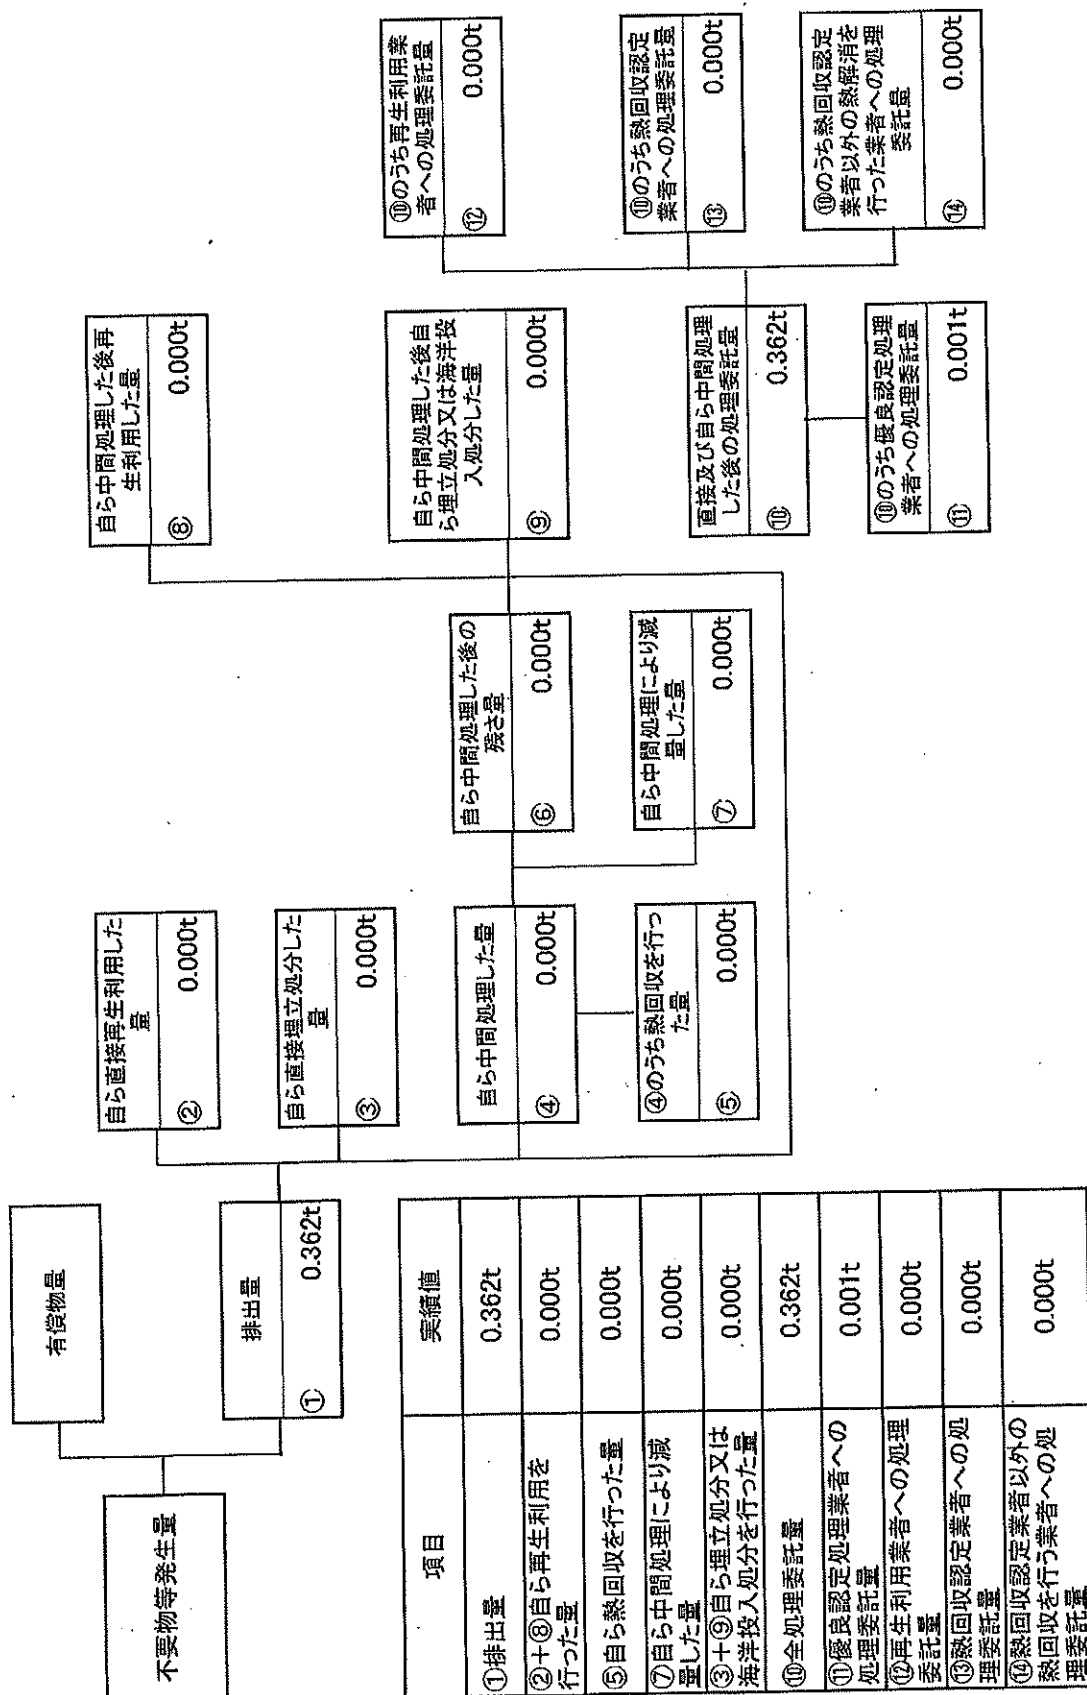 不要物等発生量
有償物量
排出量
① 0.362t
自ら直接再生利用した
量
② 0.000t
自ら直接埋立処分した
量
③ 0.000t
自ら中間処理した量
④ 0.000t
④のうち熱回収を行っ
た量
⑤ 0.000t
自ら中間処理した後の
残さ量
⑥ 0.000t
自ら中間処理により減
量した量
⑦ 0.000t
自ら中間処理した後再
生利用した量
⑧ 0.000t
自ら中間処理した後自
ら埋立処分又は海洋投
入処分した量
⑨ 0.000t
直接及び自ら中間処理
した後の処理委託量
⑩ 0.362t
⑩のうち優良認定処理
業者への処理委託量
⑪ 0.001t
⑩のうち再生利用業
者への処理委託量
⑫ 0.000t
⑩のうち熱回収認定
業者への処理委託量
⑬ 0.000t
⑩のうち熱回収認定
業者以外の熱解消を
行った業者への処理
委託量
⑭ 0.000t
項目 実績値
①排出量 0.362t
②＋⑧自ら再生利用を
行った量 0.000t
⑤自ら熱回収を行った量 0.000t
⑦自ら中間処理により減
量した量 0.000t
③＋⑨自ら埋立処分又は
海洋投入処分を行った量 0.000t
⑩全処理委託量 0.362t
⑪優良認定処理業者への
処理委託量 0.001t
⑫再生利用業者への処理
委託量 0.000t
⑬熱回収認定業者への処
理委託量 0.000t
⑭熱回収認定業者以外の
熱回収を行う業者への処
理委託量 0.000t